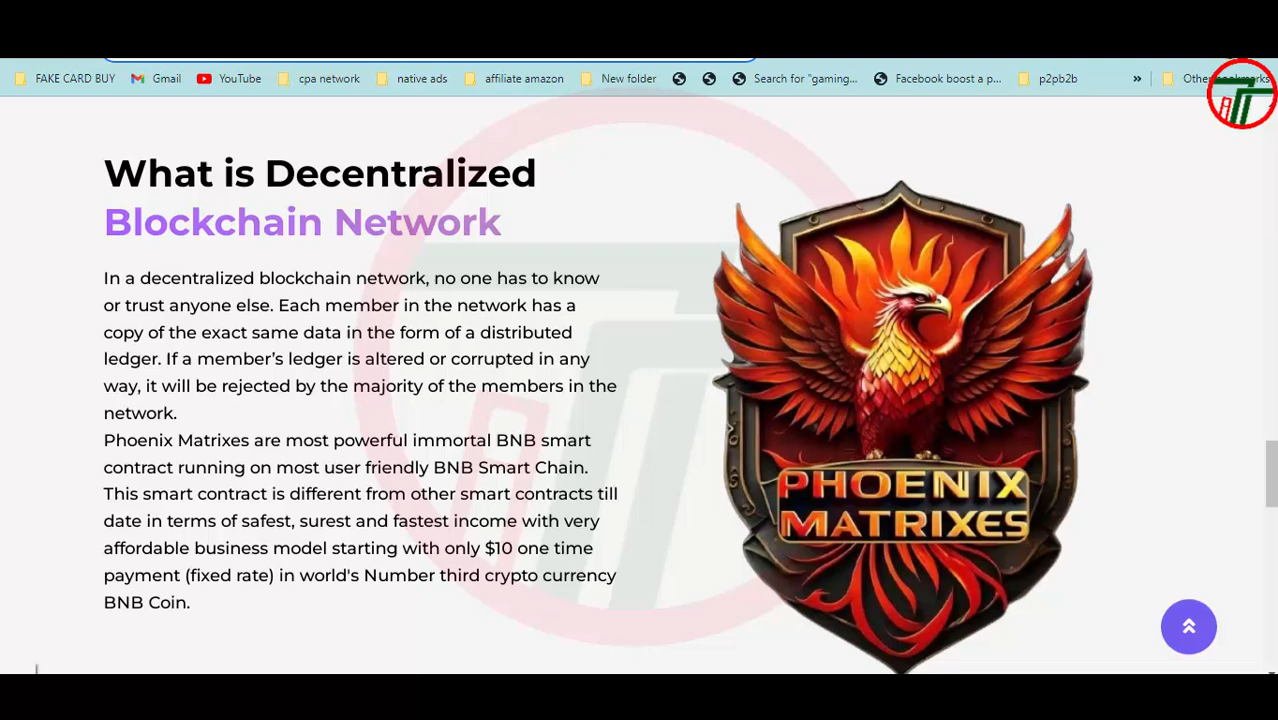 FAKE CARD BUY
Gmail
YouTube
cpa network
native ads
affiliate amazon
New folder
Search for "gaming...
Facebook boost a p...
p2pb2b
»
What is Decentralized
Blockchain Network
In a decentralized blockchain network, no one has to know
or trust anyone else. Each member in the network has a
copy of the exact same data in the form of a distributed
ledger. If a member's ledger is altered or corrupted in any
way, it will be rejected by the majority of the members in the
network.
Phoenix Matrixes are most powerful immortal BNB smart
contract running on most user friendly BNB Smart Chain.
This smart contract is different from other smart contracts till
date in terms of safest, surest and fastest income with very
affordable business model starting with only $10 one time
payment (fixed rate) in world's Number third crypto currency
BNB Coin.
PHOENIX
MATRIXES